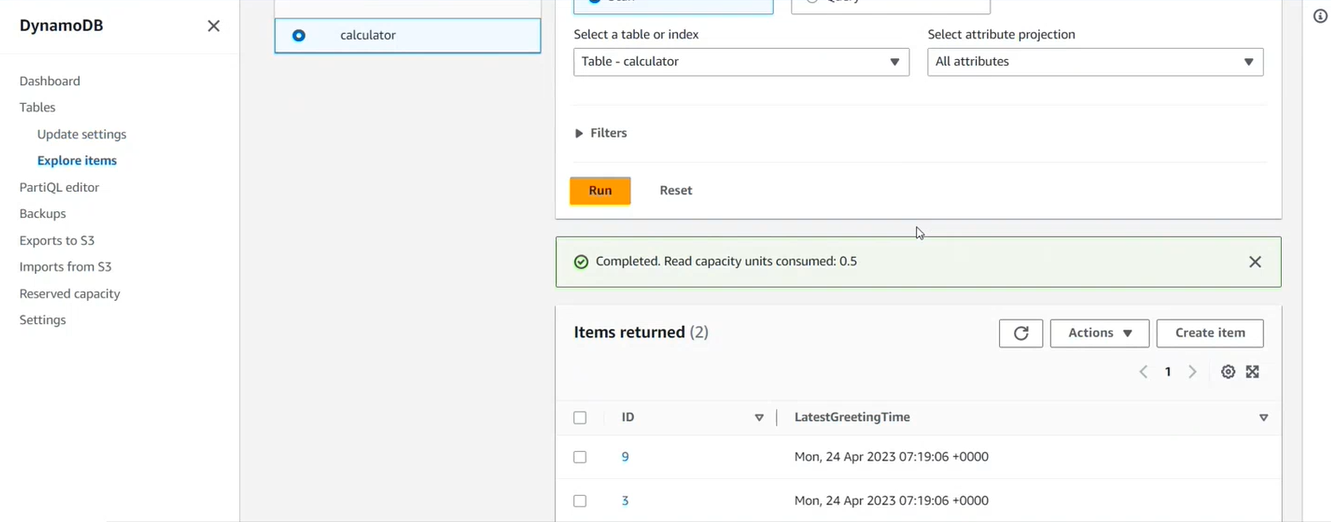 DynamoDB
Dashboard
Tables
Update settings
Explore items
PartiQL editor
Backups
Exports to S3
Imports from S3
Reserved capacity
Settings
calculator
Select a table or index
Select attribute projection
Table - calculator
All attributes
Filters
Run
Reset
Completed. Read capacity units consumed: 0.5
Items returned (2)
Actions
Create item
1
ID
LatestGreetingTime
9
Mon, 24 Apr 2023 07:19:06 +0000
3
Mon, 24 Apr 2023 07:19:06 +0000